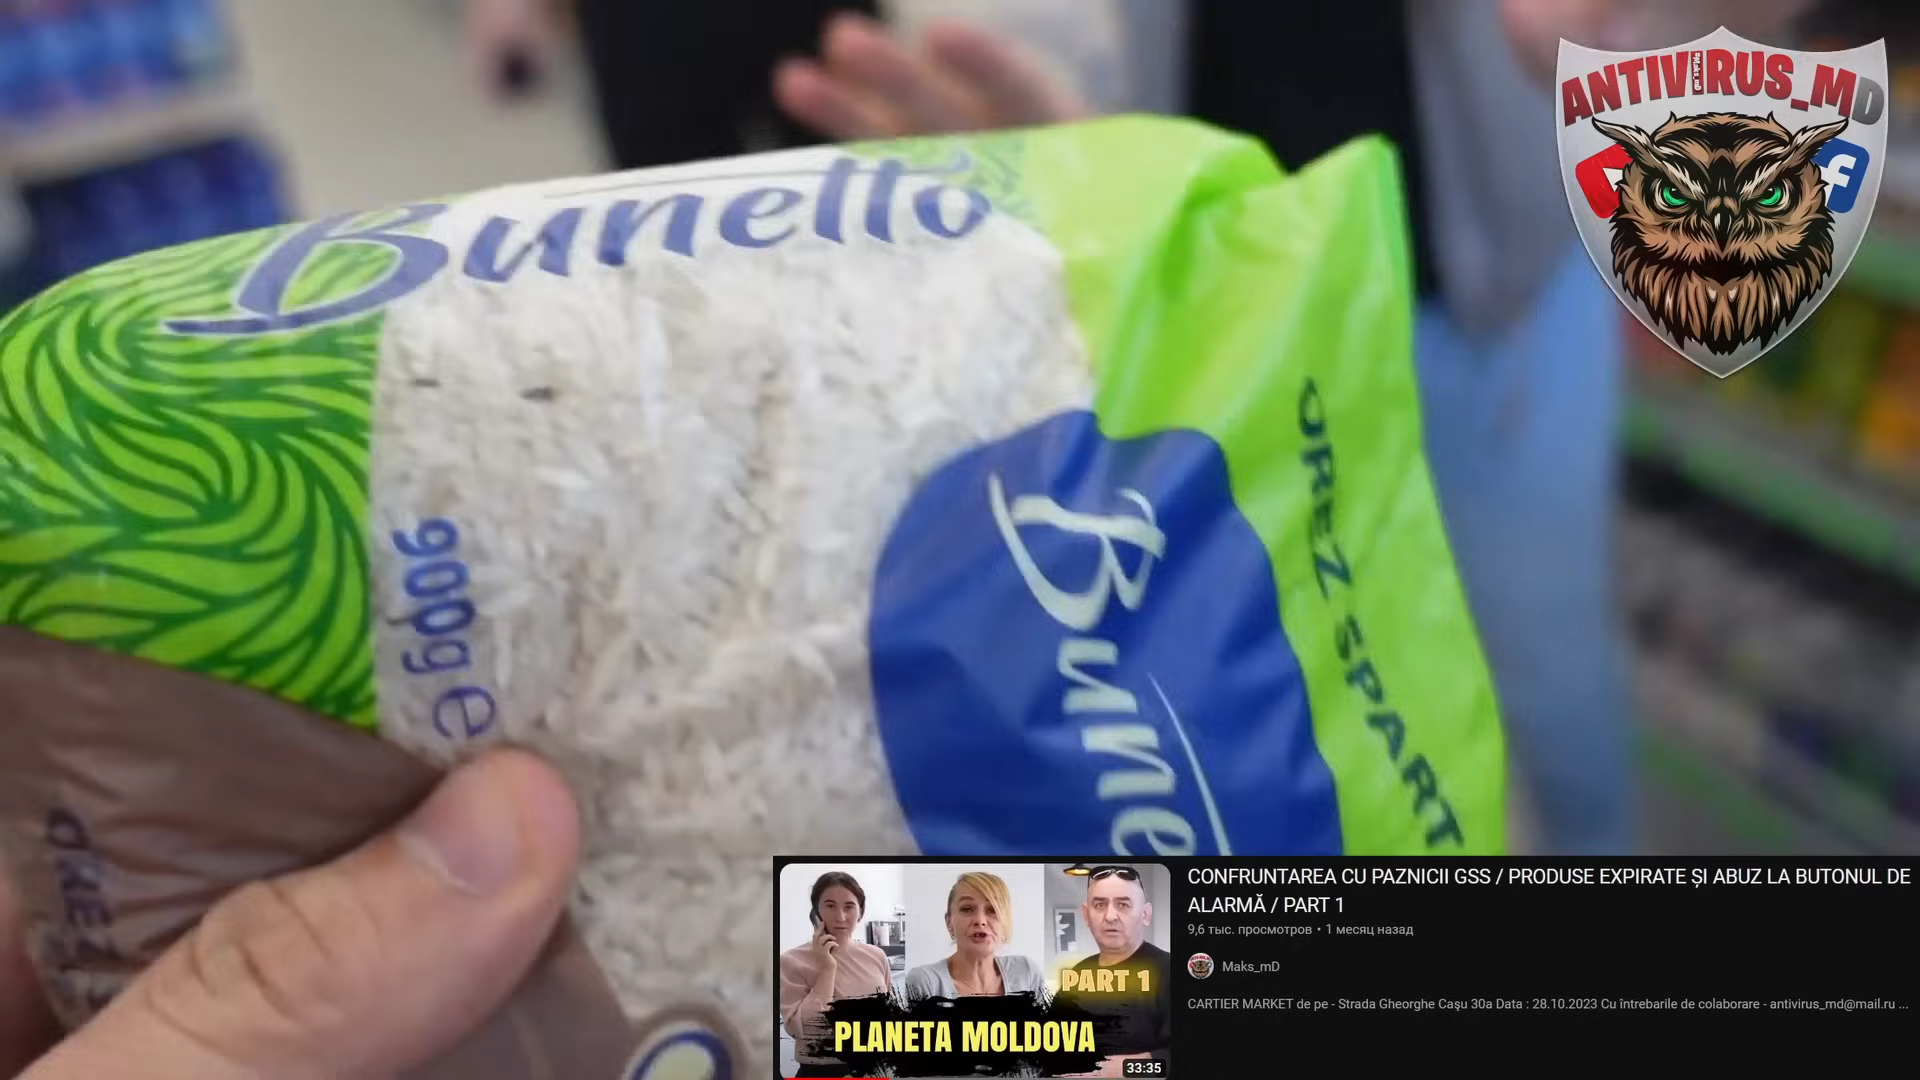 ANTIVIRUS_MD
Bunetto
900g e
Bune
OREZ SPART
OREZ
CONFRUNTAREA CU PAZNICII GSS / PRODUSE EXPIRATE ȘI ABUZ LA BUTONUL DE
ALARMĂ / PART 1
9,6 тыс. просмотров • 1 месяц назад
Maks_mD
CARTIER MARKET de pe - Strada Gheorghe Cașu 30a Data : 28.10.2023 Cu întrebarile de colaborare - antivirus_md@mail.ru ...
PART 1
PLANETA MOLDOVA
33:35